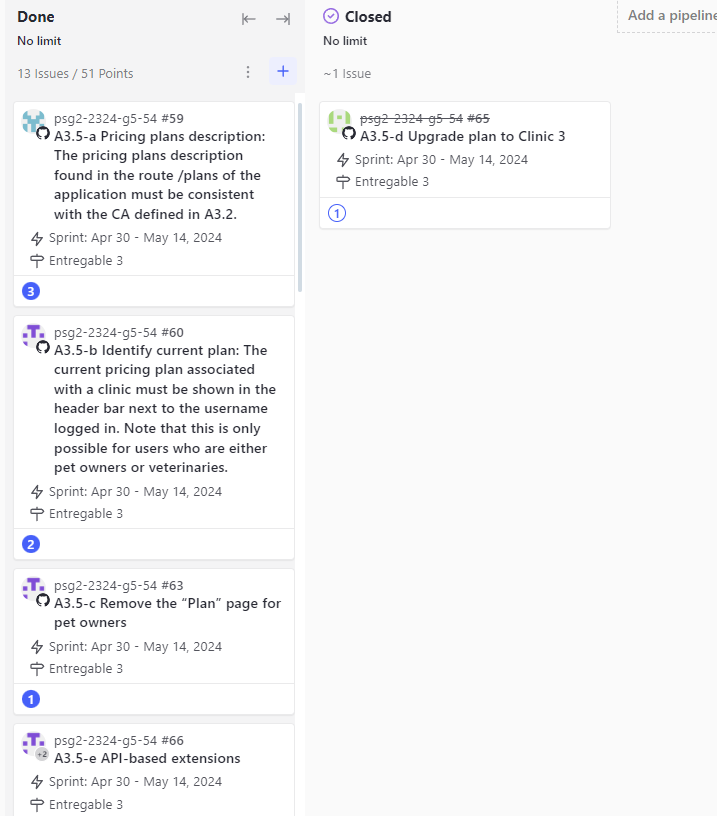 Done
No limit
13 Issues / 51 Points
psg2-2324-g5-54 #59
A3.5-a Pricing plans description:
The pricing plans description
found in the route /plans of the
application must be consistent
with the CA defined in A3.2.
Sprint: Apr 30 - May 14, 2024
Entregable 3
3
psg2-2324-g5-54 #60
A3.5-b Identify current plan: The
current pricing plan associated
with a clinic must be shown in the
header bar next to the username
logged in. Note that this is only
possible for users who are either
pet owners or veterinaries.
Sprint: Apr 30 - May 14, 2024
Entregable 3
2
psg2-2324-g5-54 #63
A3.5-c Remove the “Plan” page for
pet owners
Sprint: Apr 30 - May 14, 2024
Entregable 3
1
psg2-2324-g5-54 #66
+2
A3.5-e API-based extensions
Sprint: Apr 30 - May 14, 2024
Entregable 3
Closed
No limit
~1 Issue
psg2-2324-g5-54 #65
A3.5-d Upgrade plan to Clinic 3
Sprint: Apr 30 - May 14, 2024
Entregable 3
1
Add a pipeline